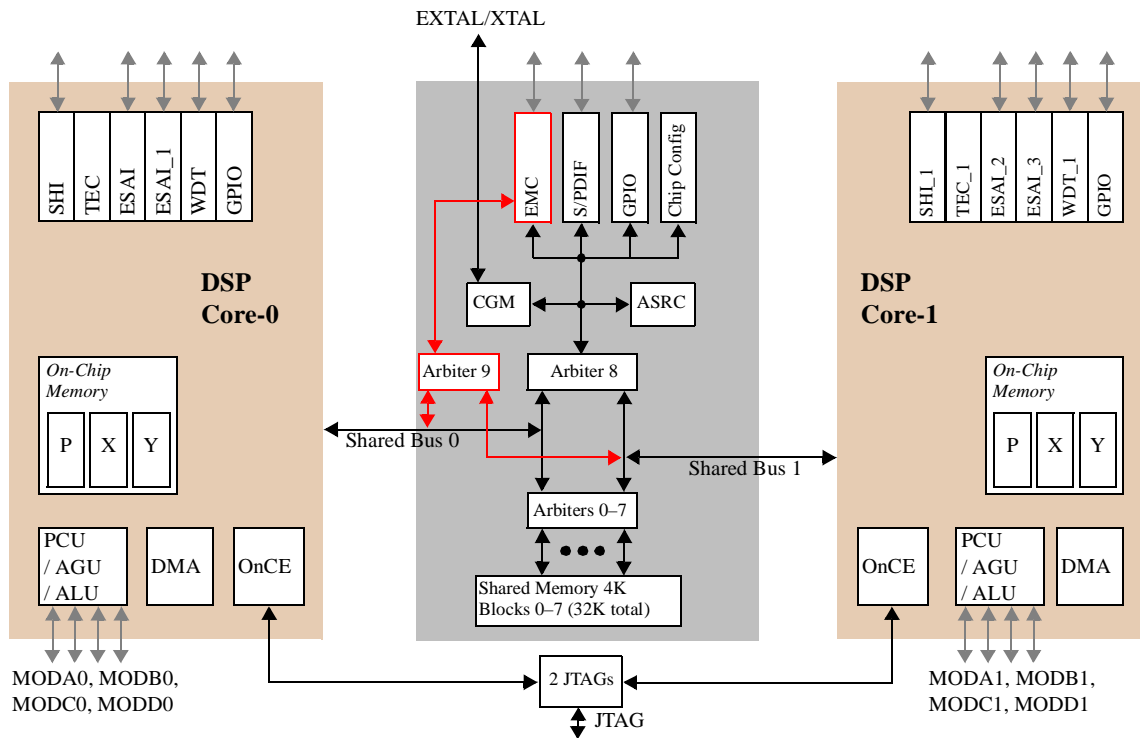 EXTAL/XTAL
SHI
TEC
ESAI
ESAI_1
WDT
GPIO
EMC
S/PDIF
GPIO
Chip Config
SHI_1
TEC_1
ESAI_2
ESAI_3
WDT_1
GPIO
DSP
Core-0
CGM
ASRC
DSP
Core-1
On-Chip
Memory
P
X
Y
Arbiter 9
Arbiter 8
On-Chip
Memory
P
X
Y
Shared Bus 0
Shared Bus 1
Arbiters 0–7
PCU
/ AGU
/ ALU
DMA
OnCE
Shared Memory 4K
Blocks 0–7 (32K total)
OnCE
PCU
/ AGU
/ ALU
DMA
MODA0, MODB0,
MODC0, MODD0
2 JTAGs
JTAG
MODA1, MODB1,
MODC1, MODD1